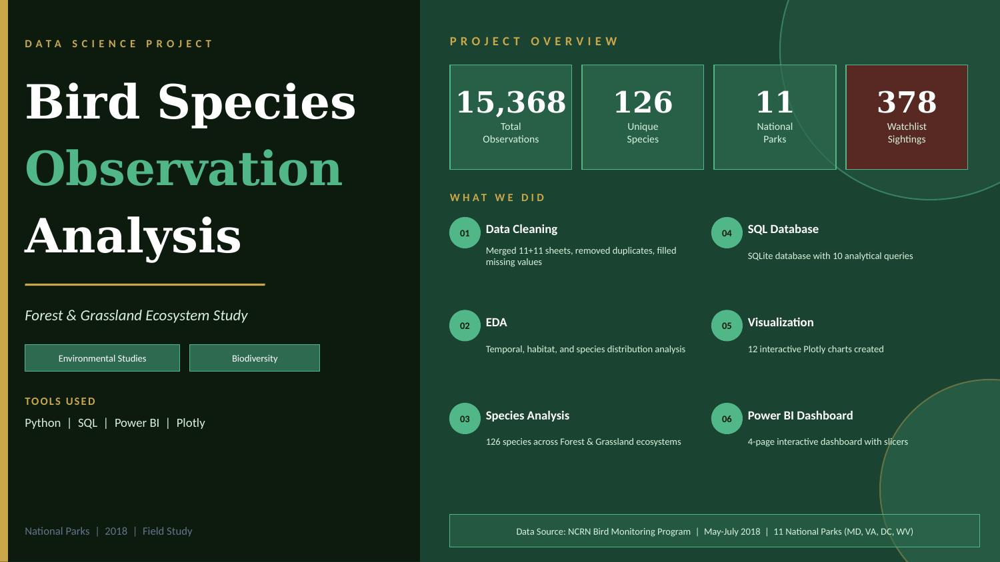 DATA SCIENCE PROJECT
Bird Species
Observation
Analysis
Forest & Grassland Ecosystem Study
Environmental Studies
Biodiversity
TOOLS USED
Python | SQL | Power BI | Plotly
National Parks | 2018 | Field Study
PROJECT OVERVIEW
15,368
Total
Observations
126
Unique
Species
11
National
Parks
378
Watchlist
Sightings
WHAT WE DID
01
Data Cleaning
Merged 11+11 sheets, removed duplicates, filled
missing values
02
EDA
Temporal, habitat, and species distribution analysis
03
Species Analysis
126 species across Forest & Grassland ecosystems
04
SQL Database
SQLite database with 10 analytical queries
05
Visualization
12 interactive Plotly charts created
06
Power BI Dashboard
4-page interactive dashboard with slicers
Data Source: NCRN Bird Monitoring Program | May-July 2018 | 11 National Parks (MD, VA, DC, WV)